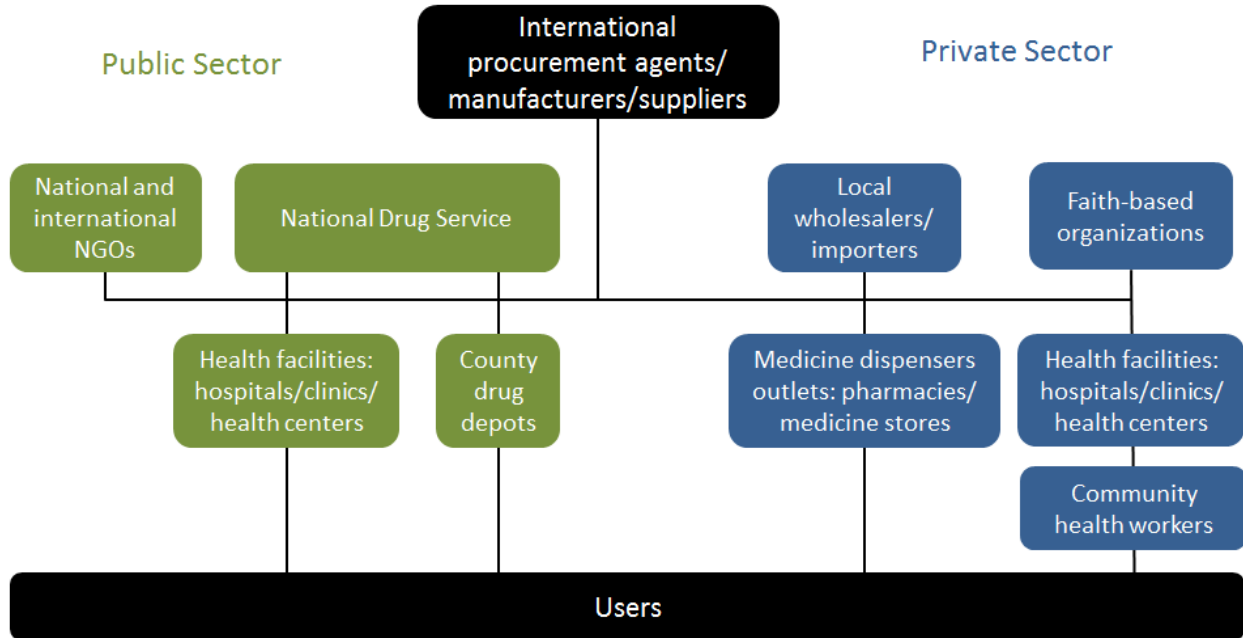 Public Sector
International
procurement agents/
manufacturers/suppliers
Private Sector
National and
international
NGOs
National Drug Service
Local
wholesalers/
importers
Faith-based
organizations
Health facilities:
hospitals/clinics/
health centers
County
drug
depots
Medicine dispensers
outlets: pharmacies/
medicine stores
Health facilities:
hospitals/clinics/
health centers
Community
health workers
Users